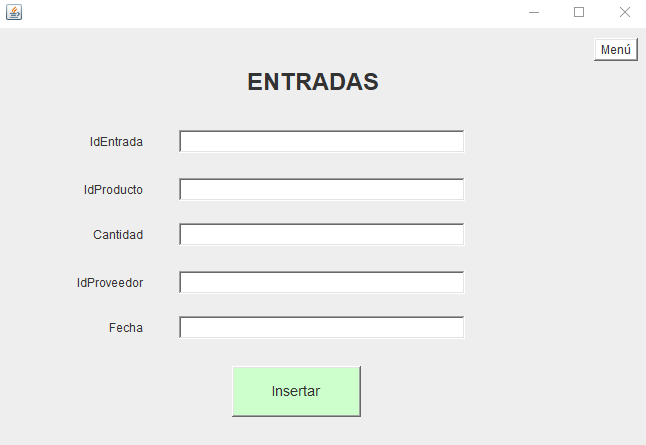 Menú
ENTRADAS
IdEntrada
IdProducto
Cantidad
IdProveedor
Fecha
Insertar